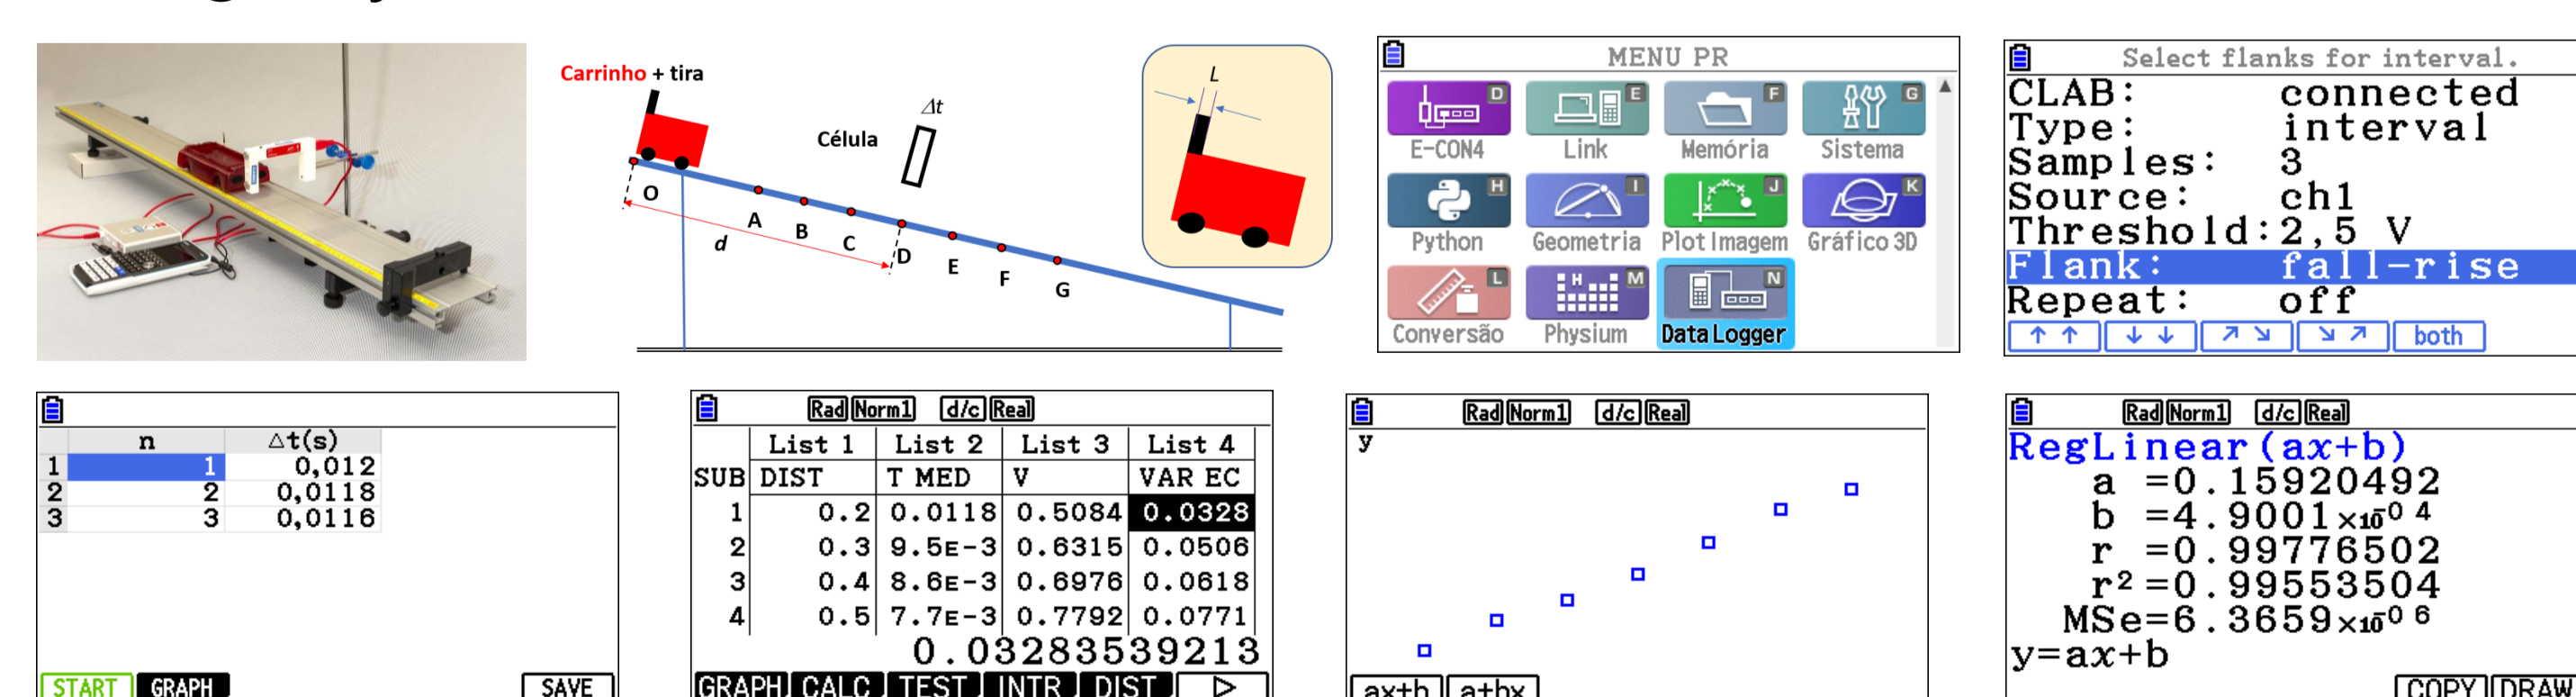 Carrinho + tira
Célula
Δt
O
A
B
C
D
E
F
G
d
L
MENU PR
D
E
F
G
E-CON4
Link
Memória
Sistema
H
I
J
K
Python
Geometria
Plot Imagem
Gráfico 3D
L
M
N
Conversão
Physium
Data Logger
Select flanks for interval.
CLAB: connected
Type: interval
Samples: 3
Source: ch1
Threshold:2,5 V
Flank: fall-rise
Repeat: off
↑ ↑ ↓ ↓ ↗ ↘ ↘ ↗ both
n Δt(s)
1 1 0,012
2 2 0,0118
3 3 0,0116
START GRAPH SAVE
Rad Norm1 d/c Real
List 1 List 2 List 3 List 4
SUB DIST T MED V VAR EC
1 0.2 0.0118 0.5084 0.0328
2 0.3 9.5E-3 0.6315 0.0506
3 0.4 8.6E-3 0.6976 0.0618
4 0.5 7.7E-3 0.7792 0.0771
0.03283539213
GRAPH CALC TEST INTR DIST ▷
Rad Norm1 d/c Real
y
ax+b a+bx
Rad Norm1 d/c Real
RegLinear(ax+b)
a =0.15920492
b =4.9001×10⁻⁰⁴
r =0.99776502
r²=0.99553504
MSe=6.3659×10⁻⁰⁶
y=ax+b
COPY DRAW